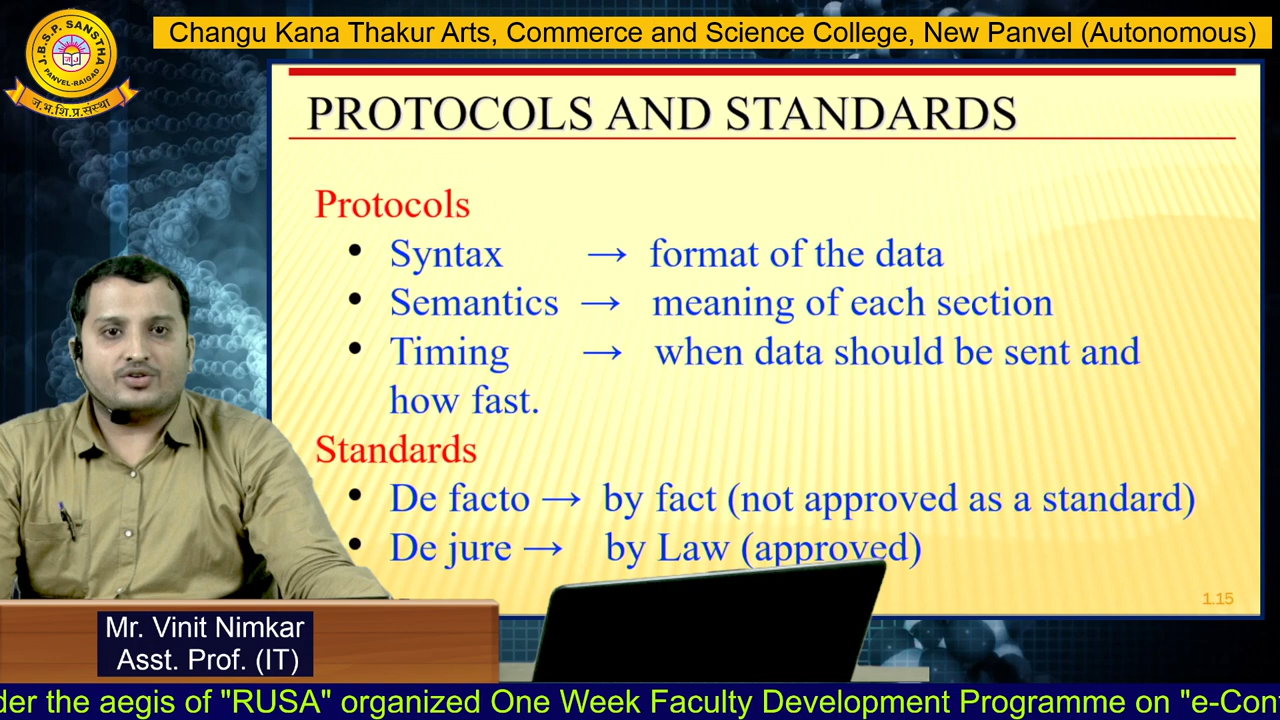 Changu Kana Thakur Arts, Commerce and Science College, New Panvel (Autonomous)
J.B.S.P. SANSTHA
PANVEL-RAIGAD
ज.भ.शि.प्र.संस्था
PROTOCOLS AND STANDARDS
Protocols
• Syntax → format of the data
• Semantics → meaning of each section
• Timing → when data should be sent and
how fast.
Standards
• De facto → by fact (not approved as a standard)
• De jure → by Law (approved)
1.15
Mr. Vinit Nimkar
Asst. Prof. (IT)
der the aegis of "RUSA" organized One Week Faculty Development Programme on "e-Con